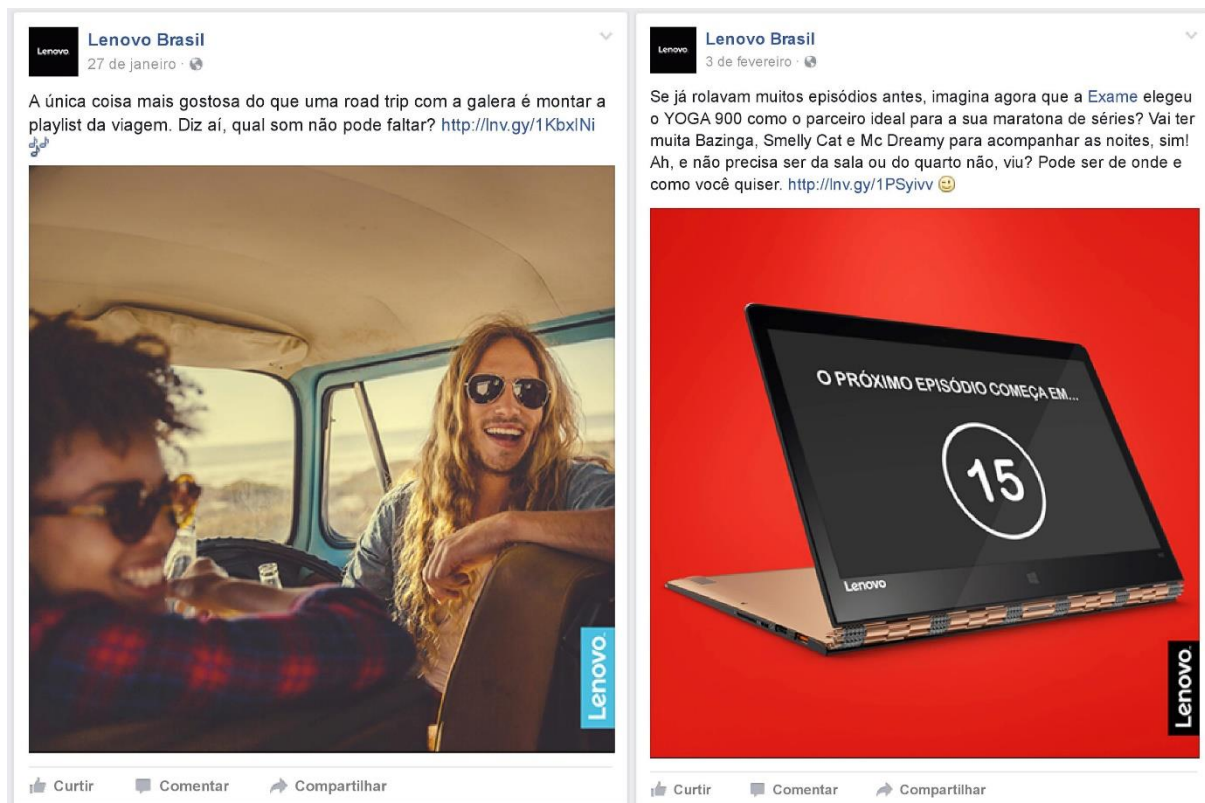 Lenovo
Lenovo Brasil
27 de janeiro ·
A única coisa mais gostosa do que uma road trip com a galera é montar a
playlist da viagem. Diz aí, qual som não pode faltar? http://lnv.gy/1KbxlNi
Lenovo
Curtir Comentar Compartilhar
Lenovo
Lenovo Brasil
3 de fevereiro ·
Se já rolavam muitos episódios antes, imagina agora que a Exame elegeu
o YOGA 900 como o parceiro ideal para a sua maratona de séries? Vai ter
muita Bazinga, Smelly Cat e Mc Dreamy para acompanhar as noites, sim!
Ah, e não precisa ser da sala ou do quarto não, viu? Pode ser de onde e
como você quiser. http://lnv.gy/1PSyivv
O PRÓXIMO EPISÓDIO COMEÇA EM...
15
Lenovo
Lenovo
Curtir Comentar Compartilhar